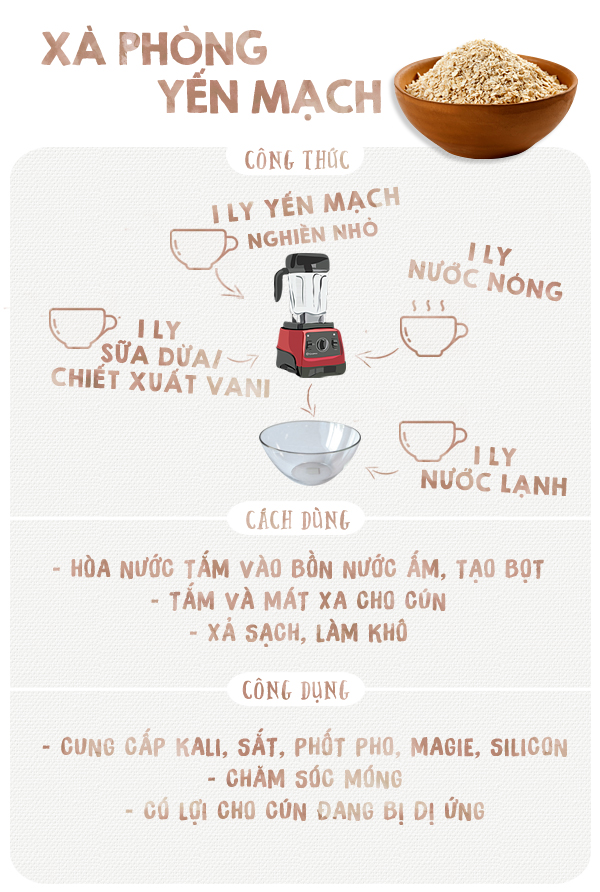 XÀ PHÒNG
YẾN MẠCH
CÔNG THỨC
1 LY YẾN MẠCH
NGHIỀN NHỎ
1 LY
NƯỚC NÓNG
1 LY
SỮA DỪA/
CHIẾT XUẤT VANI
1 LY
NƯỚC LẠNH
CÁCH DÙNG
- HÒA NƯỚC TẮM VÀO BỒN NƯỚC ẤM, TẠO BỌT
- TẮM VÀ MÁT XA CHO CÚN
- XẢ SẠCH, LÀM KHÔ
CÔNG DỤNG
- CUNG CẤP KALI, SẮT, PHỐT PHO, MAGIE, SILICON
- CHĂM SÓC MÓNG
- CÓ LỢI CHO CÚN ĐANG BỊ DỊ ỨNG